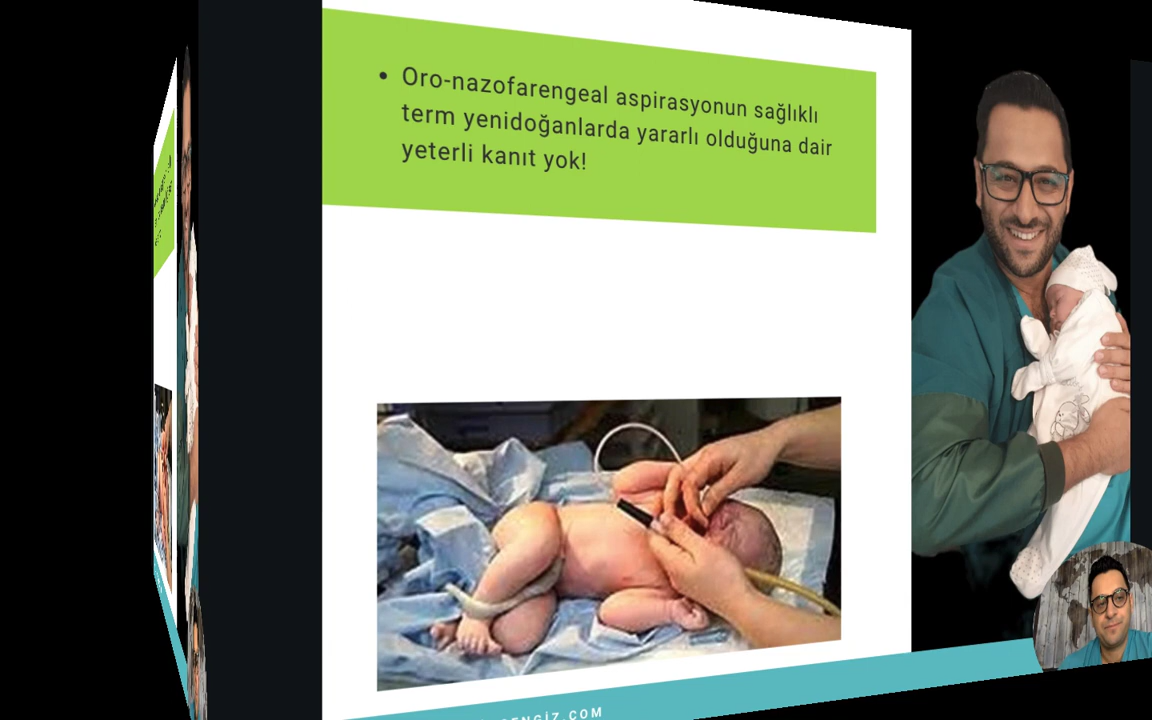 • Oro-nazofarengeal aspirasyonun sağlıklı
term yenidoğanlarda yararlı olduğuna dair
yeterli kanıt yok!